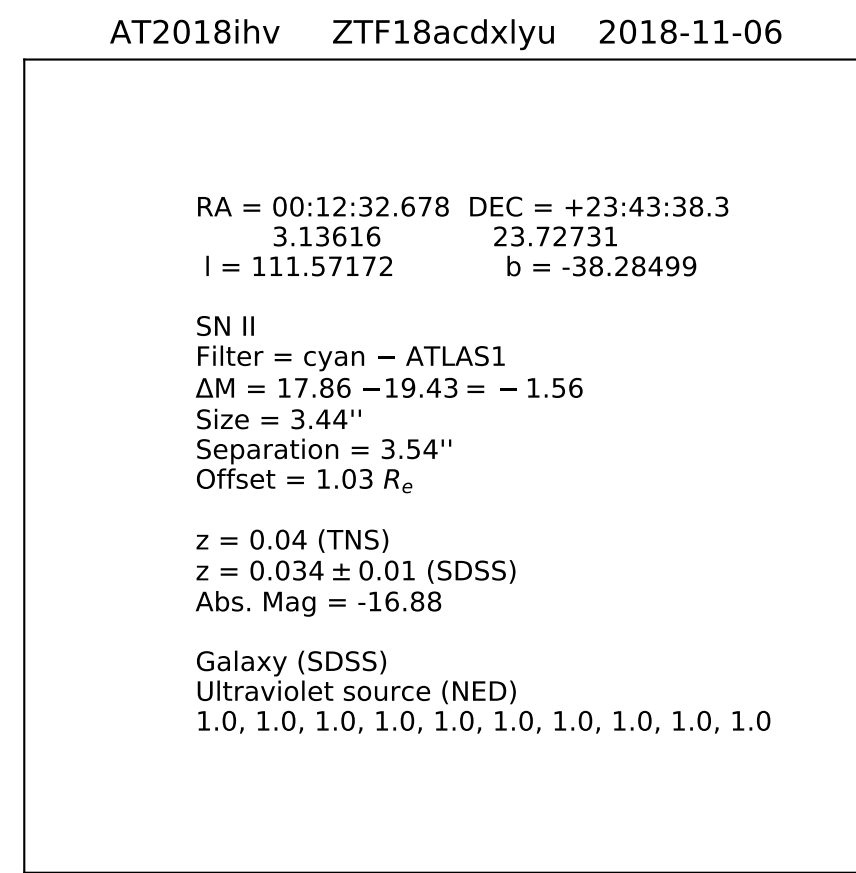 AT2018ihv ZTF18acdxlyu 2018-11-06
RA = 00:12:32.678 DEC = +23:43:38.3
3.13616 23.72731
l = 111.57172 b = -38.28499
SN II
Filter = cyan − ATLAS1
ΔM = 17.86 −19.43 = − 1.56
Size = 3.44''
Separation = 3.54''
Offset = 1.03 Re
z = 0.04 (TNS)
z = 0.034 ± 0.01 (SDSS)
Abs. Mag = -16.88
Galaxy (SDSS)
Ultraviolet source (NED)
1.0, 1.0, 1.0, 1.0, 1.0, 1.0, 1.0, 1.0, 1.0, 1.0